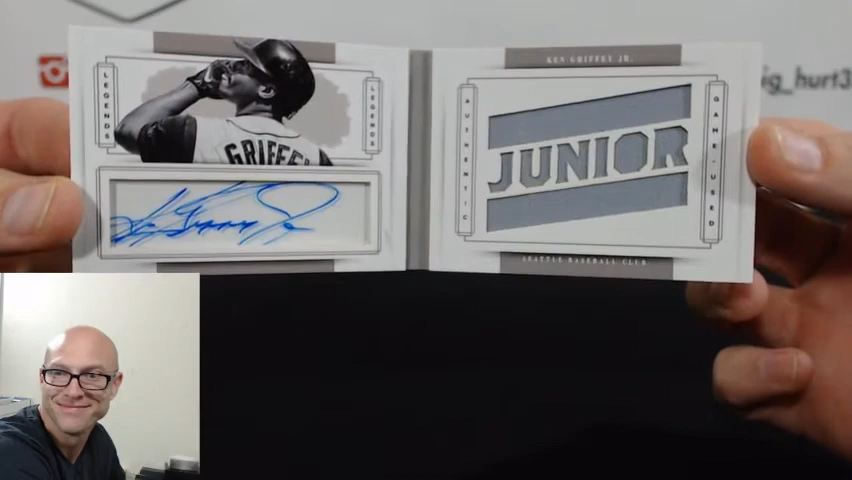 KEN GRIFFEY JR.
LEGENDS
LEGENDS
GRIFFEY
AUTHENTIC
JUNIOR
GAME-USED
SEATTLE BASEBALL CLUB
ig_hurt3